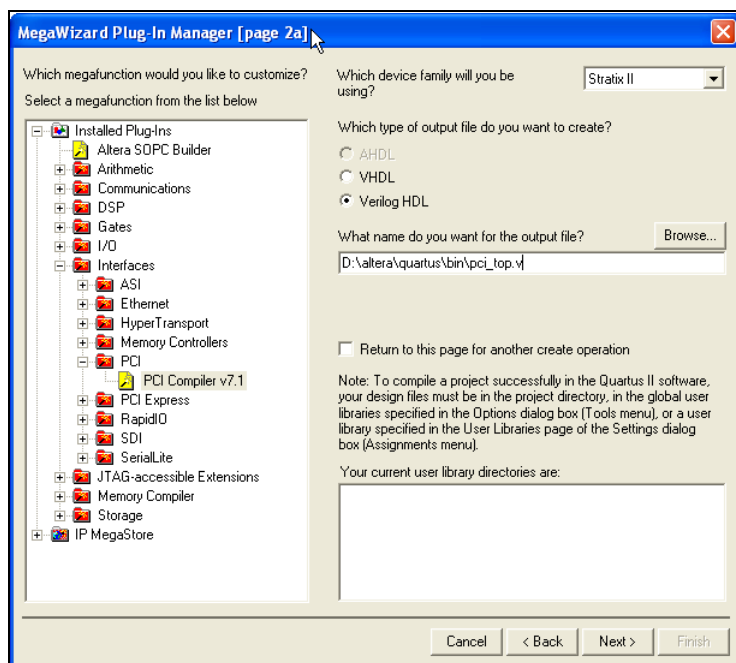 MegaWizard Plug-In Manager [page 2a]
Which megafunction would you like to customize?
Select a megafunction from the list below
Installed Plug-Ins
Altera SOPC Builder
Arithmetic
Communications
DSP
Gates
I/O
Interfaces
ASI
Ethernet
HyperTransport
Memory Controllers
PCI
PCI Compiler v7.1
PCI Express
RapidIO
SDI
SerialLite
JTAG-accessible Extensions
Memory Compiler
Storage
IP MegaStore
Which device family will you be
using?
Stratix II
Which type of output file do you want to create?
AHDL
VHDL
Verilog HDL
What name do you want for the output file?
Browse...
D:\altera\quartus\bin\pci_top.v
Return to this page for another create operation
Note: To compile a project successfully in the Quartus II software,
your design files must be in the project directory, in the global user
libraries specified in the Options dialog box (Tools menu), or a user
library specified in the User Libraries page of the Settings dialog
box (Assignments menu).
Your current user library directories are:
Cancel
< Back
Next >
Finish